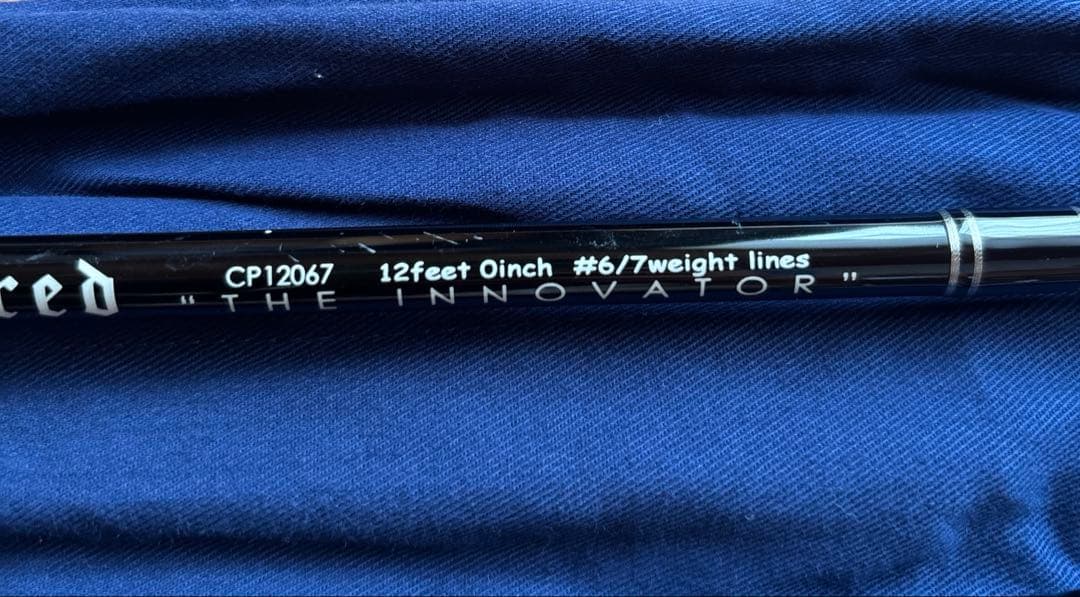 CP12067 12feet 0inch #6/7weight lines
"THE INNOVATOR"